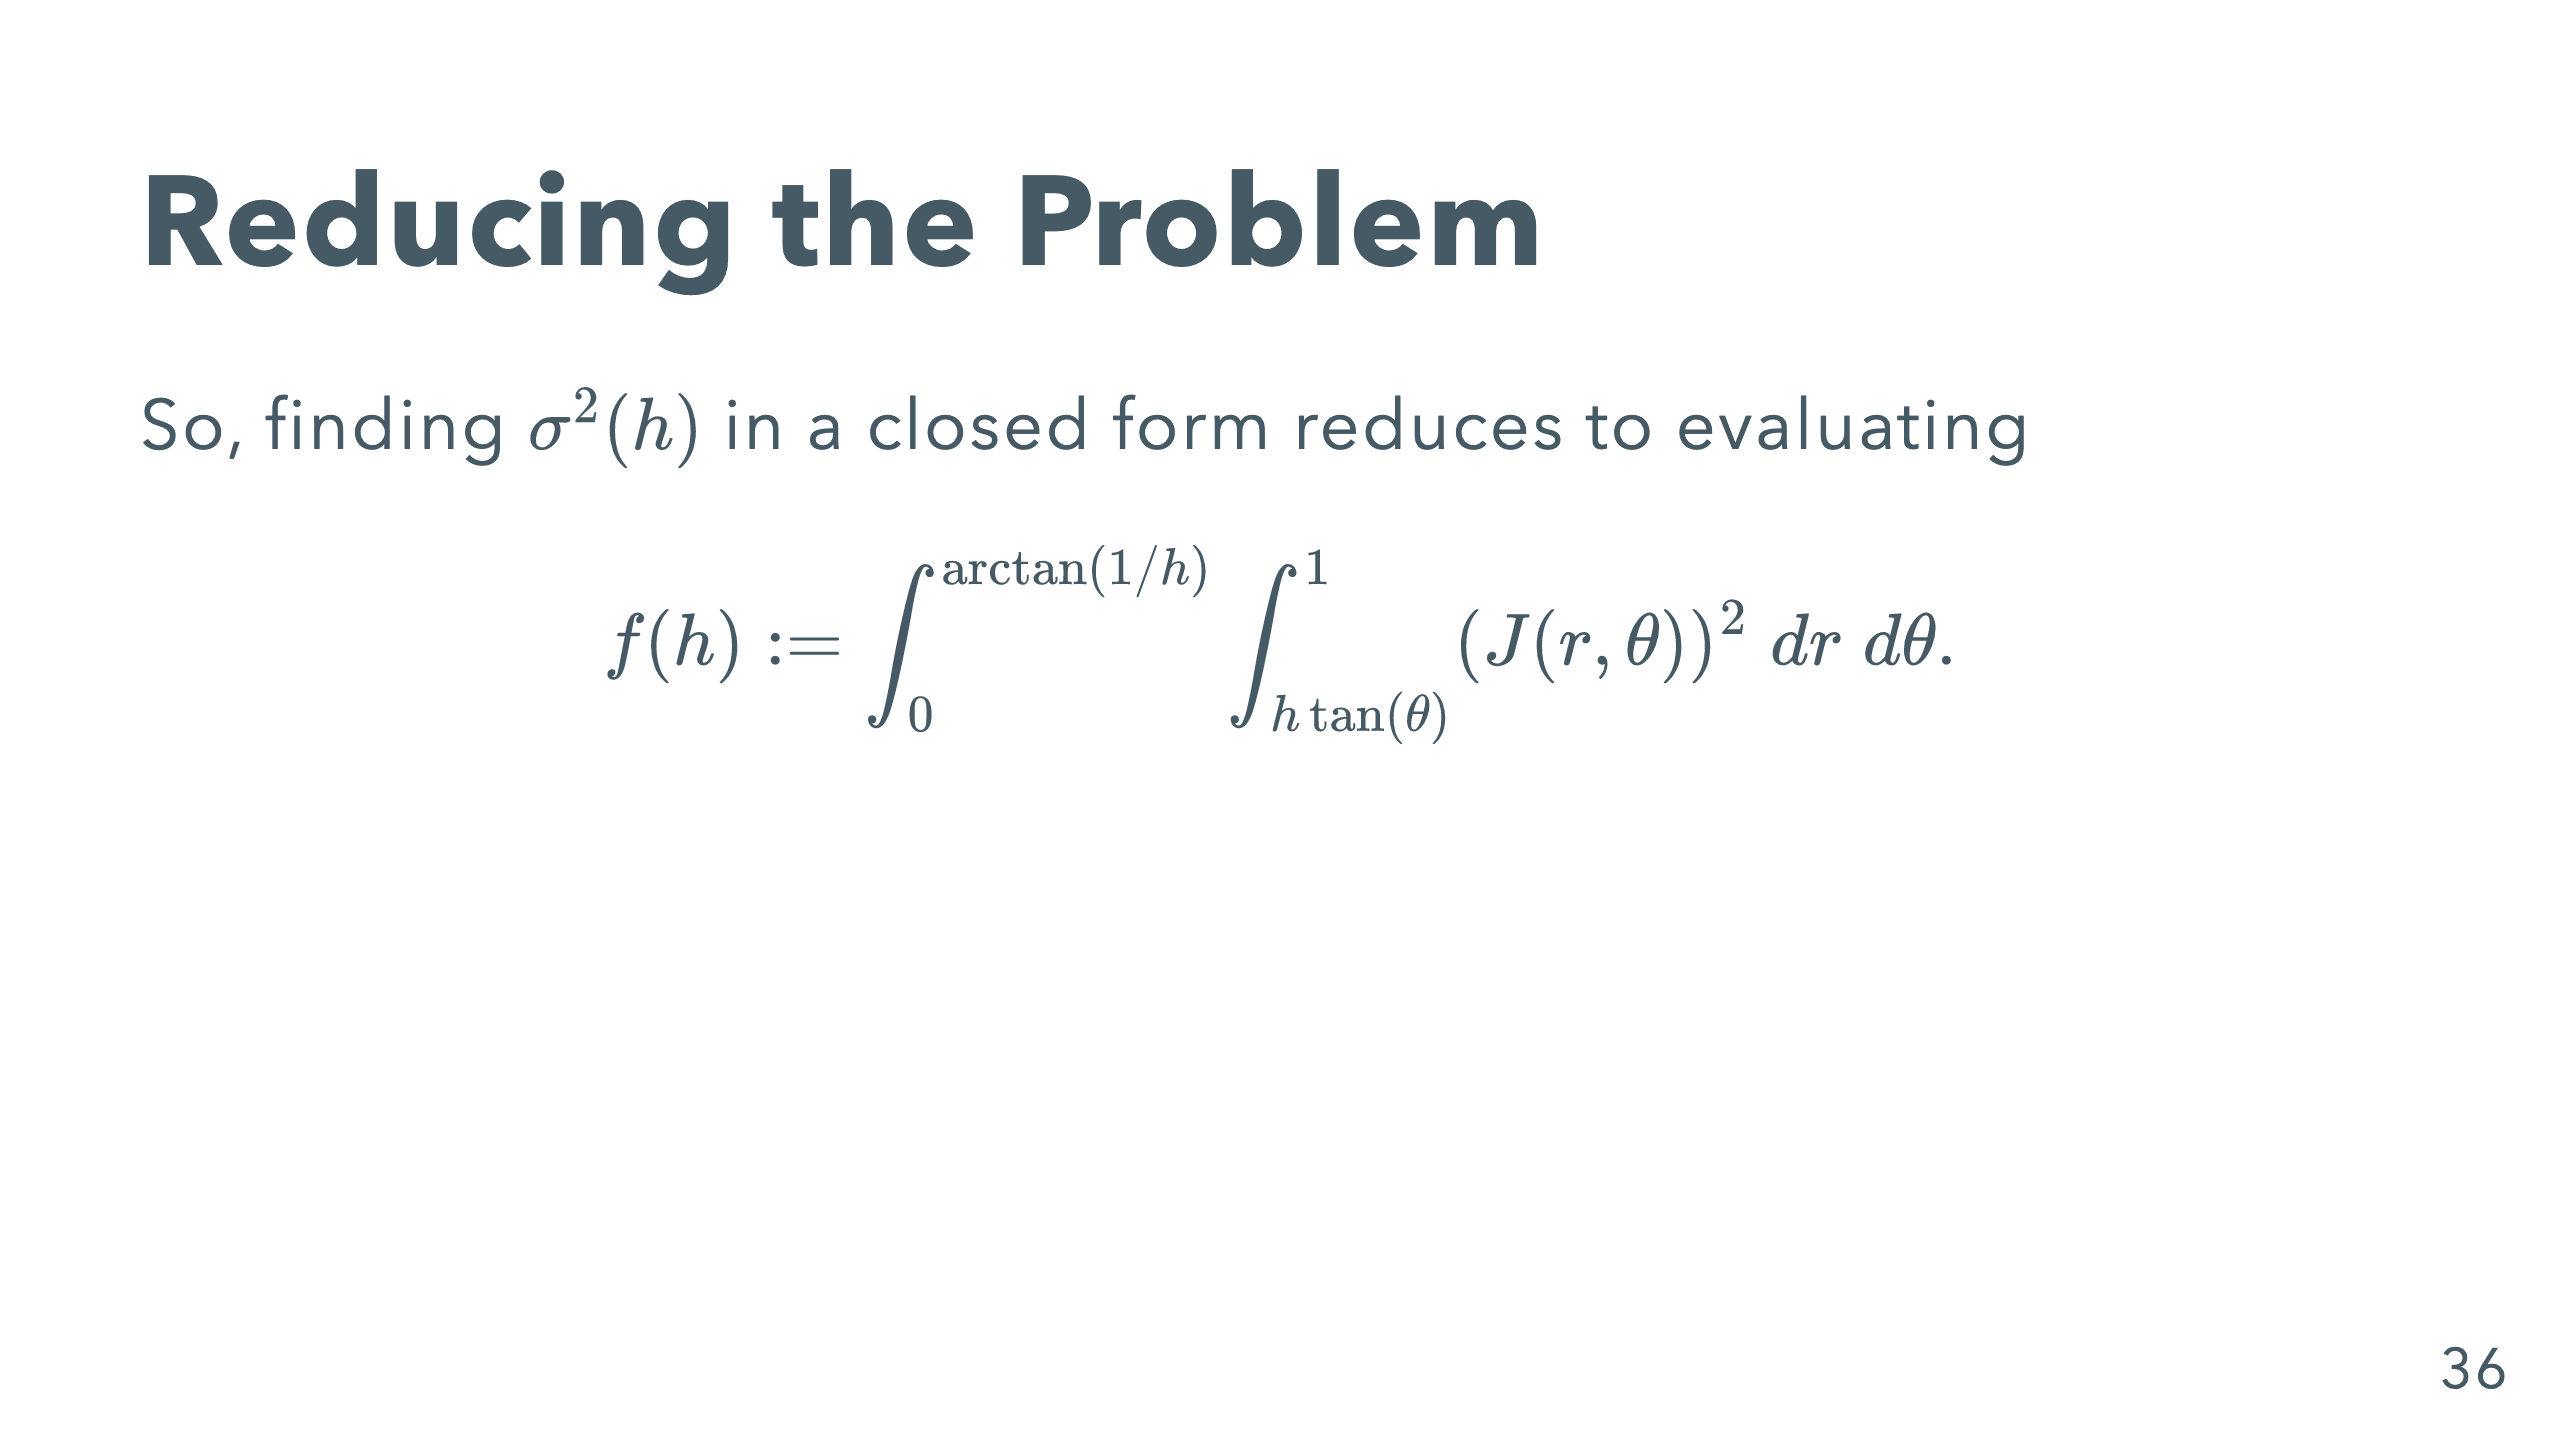 Reducing the Problem
So, finding σ²(h) in a closed form reduces to evaluating
f(h) := ∫₀^{arctan(1/h)} ∫_{h tan(θ)}^{1} (J(r, θ))² dr dθ.
36